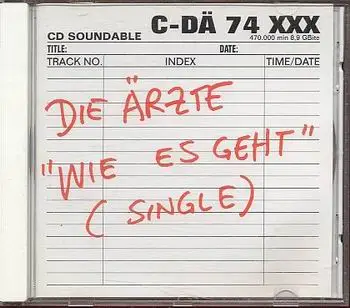 C-DÄ 74 XXX
CD SOUNDABLE 470.000 min 8,9 GBite
TITLE: DATE:
TRACK NO. INDEX TIME/DATE
DIE ÄRZTE
"WIE ES GEHT"
( SINGLE)